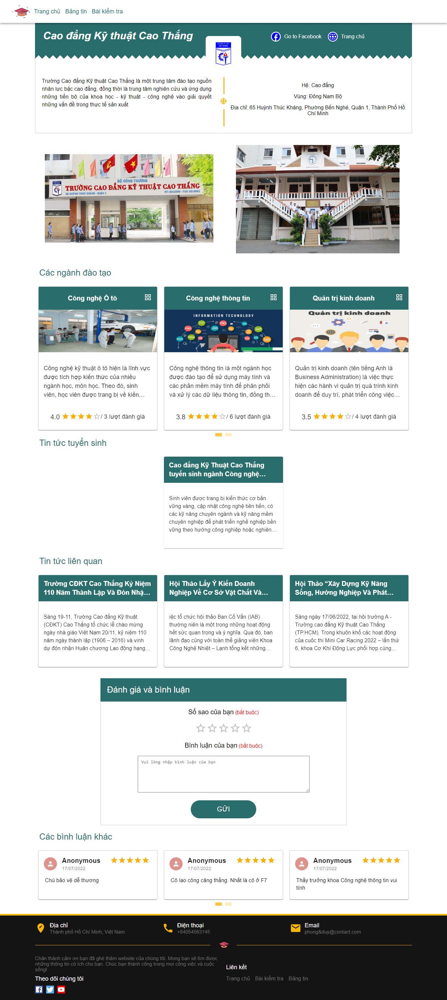 Trang chủ Bảng tin Bài kiểm tra
Cao đẳng Kỹ thuật Cao Thắng
Go to Facebook Trang chủ
CAO THẮNG
Trường Cao đẳng Kỹ thuật Cao Thắng là một trung tâm đào tạo nguồn
nhân lực bậc cao đẳng, đồng thời là trung tâm nghiên cứu và ứng dụng
những tiến bộ của khoa học - kỹ thuật - công nghệ vào giải quyết
những vấn đề trong thực tế sản xuất
Hệ: Cao đẳng
Vùng: Đông Nam Bộ
Địa chỉ: 65 Huỳnh Thúc Kháng, Phường Bến Nghé, Quận 1, Thành Phố Hồ
Chí Minh
BỘ CÔNG THƯƠNG
TRƯỜNG CAO ĐẲNG KỸ THUẬT CAO THẮNG
65 HUỲNH THÚC KHÁNG - QUẬN 1
Các ngành đào tạo
Công nghệ Ô tô
Công nghệ kỹ thuật ô tô hiện là lĩnh vực
được tích hợp kiến thức của nhiều
ngành học, môn học. Theo đó, sinh
viên, học viên được trang bị về kiến...
4.0 / 3 lượt đánh giá
Công nghệ thông tin
INFORMATION TECHNOLOGY
PHP
HTML5
JAVA
JS
Swift
Python
C#
Ruby
Swift
Công nghệ thông tin là một ngành học
được đào tạo để sử dụng máy tính và
các phần mềm máy tính để phân phối
và xử lý các dữ liệu thông tin, đồng th...
3.8 / 6 lượt đánh giá
Quản trị kinh doanh
Quản trị kinh doanh
Quản trị kinh doanh (tên tiếng Anh là
Business Administration) là việc thực
hiện các hành vi quản trị quá trình kinh
doanh để duy trì, phát triển công việc...
3.5 / 4 lượt đánh giá
Tin tức tuyển sinh
Cao đẳng Kỹ Thuật Cao Thắng
tuyển sinh ngành Công nghệ...
Sinh viên được trang bị kiến thức cơ bản
vững vàng, cập nhật công nghệ tiên tiến, có
các kỹ năng chuyên ngành và kỹ năng mềm
chuyên nghiệp để phát triển nghề nghiệp bền
vững theo hướng công nghiệp hoặc nghiên...
Tin tức liên quan
Trường CĐKT Cao Thắng Kỷ Niệm
110 Năm Thành Lập Và Đón Nhậ...
Sáng 19-11, Trường Cao đẳng Kỹ thuật
(CĐKT) Cao Thắng tổ chức lễ chào mừng
ngày nhà giáo Việt Nam 20/11, kỷ niệm 110
năm ngày thành lập (1906 – 2016) và vinh
dự đón nhận Huân chương Lao động hạng...
Hội Thảo Lấy Ý Kiến Doanh
Nghiệp Về Cơ Sở Vật Chất Và...
iệc tổ chức hội thảo Ban Cố Vấn (IAB)
thường niên là một trong những hoạt động
hết sức quan trọng và ý nghĩa. Qua đó, ban
lãnh đạo cùng với toàn thể giảng viên Khoa
Công Nghệ Nhiệt – Lạnh tổng kết những...
Hội Thảo “Xây Dựng Kỹ Năng
Sống, Hướng Nghiệp Và Phát...
Sáng ngày 17/06/2022, tại hội trường A -
Trường cao đẳng Kỹ thuật Cao Thắng
(TP.HCM). Trong khuôn khổ các hoạt động
của cuộc thi Mini Car Racing 2022 – lần thứ
6, khoa Cơ Khí Động Lực phối hợp cùng...
Đánh giá và bình luận
Số sao của bạn (bắt buộc)
Bình luận của bạn (bắt buộc)
Vui lòng nhập bình luận của bạn
GỬI
Các bình luận khác
Anonymous
17/07/2022
Chú bảo vệ dễ thương
Anonymous
17/07/2022
Cô lao công căng thẳng. Nhất là cô ở F7
Anonymous
17/07/2022
Thầy trưởng khoa Công nghệ thông tin vui
tính
Địa chỉ
Thành phố Hồ Chí Minh, Việt Nam
Điện thoại
+84054563145
Email
phong&duy@contact.com
Chân thành cảm ơn bạn đã ghé thăm website của chúng tôi. Mong bạn sẽ tìm được
những thông tin có ích cho bạn. Chúc bạn thành công trong mọi công việc và cuộc
sống!
Theo dõi chúng tôi
Liên kết
Trang chủ Bài kiểm tra Bảng tin